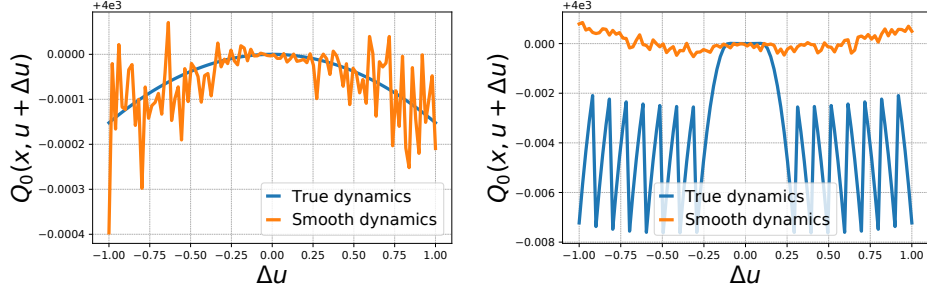 +4e3
0.0000
−0.0001
−0.0002
−0.0003
−0.0004
Q₀(x, u + Δu)
True dynamics
Smooth dynamics
−1.00 −0.75 −0.50 −0.25 0.00 0.25 0.50 0.75 1.00
Δu
+4e3
0.000
−0.002
−0.004
−0.006
−0.008
Q₀(x, u + Δu)
True dynamics
Smooth dynamics
−1.00 −0.75 −0.50 −0.25 0.00 0.25 0.50 0.75 1.00
Δu